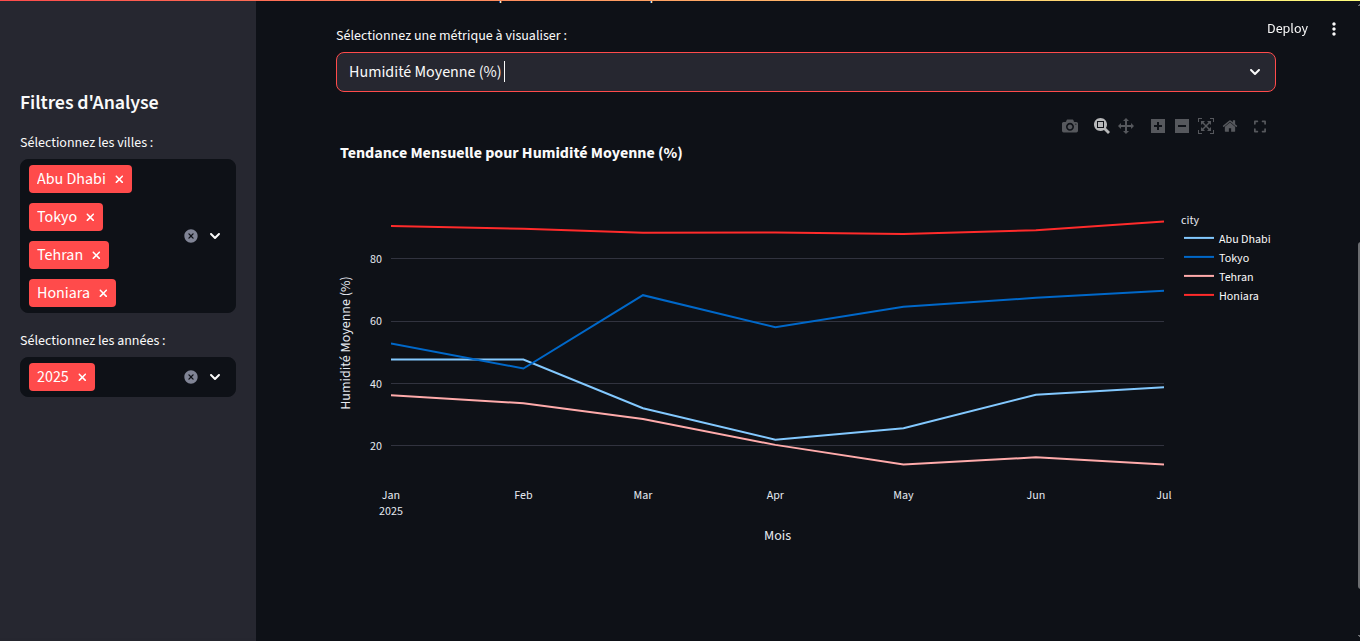 Deploy
Filtres d'Analyse
Sélectionnez les villes :
Abu Dhabi
Tokyo
Tehran
Honiara
Sélectionnez les années :
2025
Sélectionnez une métrique à visualiser :
Humidité Moyenne (%)
Tendance Mensuelle pour Humidité Moyenne (%)
Humidité Moyenne (%)
80
60
40
20
Jan Feb Mar Apr May Jun Jul
2025
Mois
city
Abu Dhabi
Tokyo
Tehran
Honiara